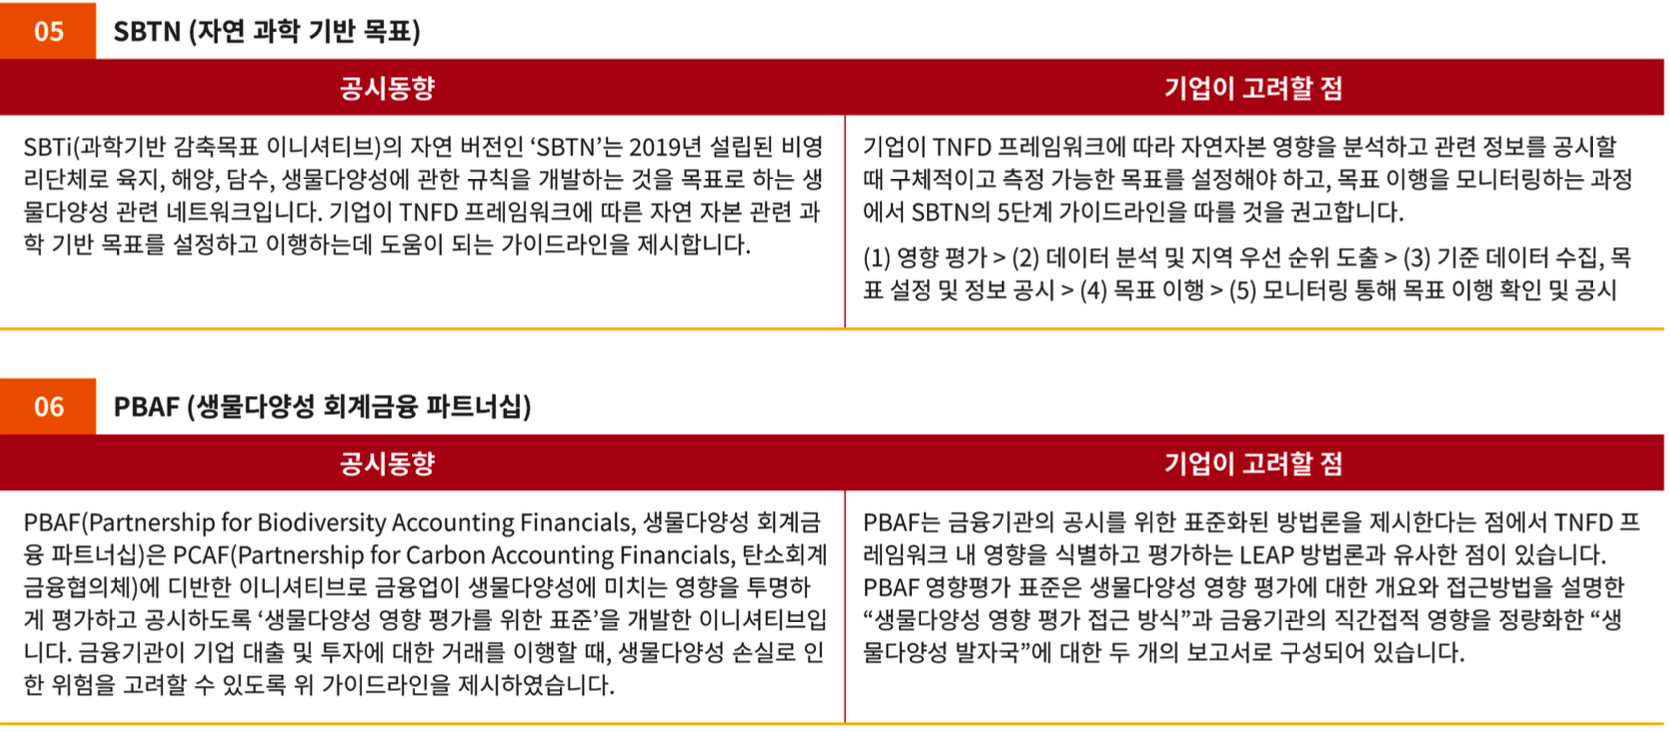 05
SBTN (자연 과학 기반 목표)
공시동향
기업이 고려할 점
SBTi(과학기반 감축목표 이니셔티브)의 자연 버전인 ‘SBTN’는 2019년 설립된 비영
리단체로 육지, 해양, 담수, 생물다양성에 관한 규칙을 개발하는 것을 목표로 하는 생
물다양성 관련 네트워크입니다. 기업이 TNFD 프레임워크에 따른 자연 자본 관련 과
학 기반 목표를 설정하고 이행하는데 도움이 되는 가이드라인을 제시합니다.
기업이 TNFD 프레임워크에 따라 자연자본 영향을 분석하고 관련 정보를 공시할
때 구체적이고 측정 가능한 목표를 설정해야 하고, 목표 이행을 모니터링하는 과정
에서 SBTN의 5단계 가이드라인을 따를 것을 권고합니다.
(1) 영향 평가 > (2) 데이터 분석 및 지역 우선 순위 도출 > (3) 기준 데이터 수집, 목
표 설정 및 정보 공시 > (4) 목표 이행 > (5) 모니터링 통해 목표 이행 확인 및 공시
06
PBAF (생물다양성 회계금융 파트너십)
공시동향
기업이 고려할 점
PBAF(Partnership for Biodiversity Accounting Financials, 생물다양성 회계금
융 파트너십)은 PCAF(Partnership for Carbon Accounting Financials, 탄소회계
금융협의체)에 디반한 이니셔티브로 금융업이 생물다양성에 미치는 영향을 투명하
게 평가하고 공시하도록 ‘생물다양성 영향 평가를 위한 표준’을 개발한 이니셔티브입
니다. 금융기관이 기업 대출 및 투자에 대한 거래를 이행할 때, 생물다양성 손실로 인
한 위험을 고려할 수 있도록 위 가이드라인을 제시하였습니다.
PBAF는 금융기관의 공시를 위한 표준화된 방법론을 제시한다는 점에서 TNFD 프
레임워크 내 영향을 식별하고 평가하는 LEAP 방법론과 유사한 점이 있습니다.
PBAF 영향평가 표준은 생물다양성 영향 평가에 대한 개요와 접근방법을 설명한
“생물다양성 영향 평가 접근 방식”과 금융기관의 직간접적 영향을 정량화한 “생
물다양성 발자국”에 대한 두 개의 보고서로 구성되어 있습니다.